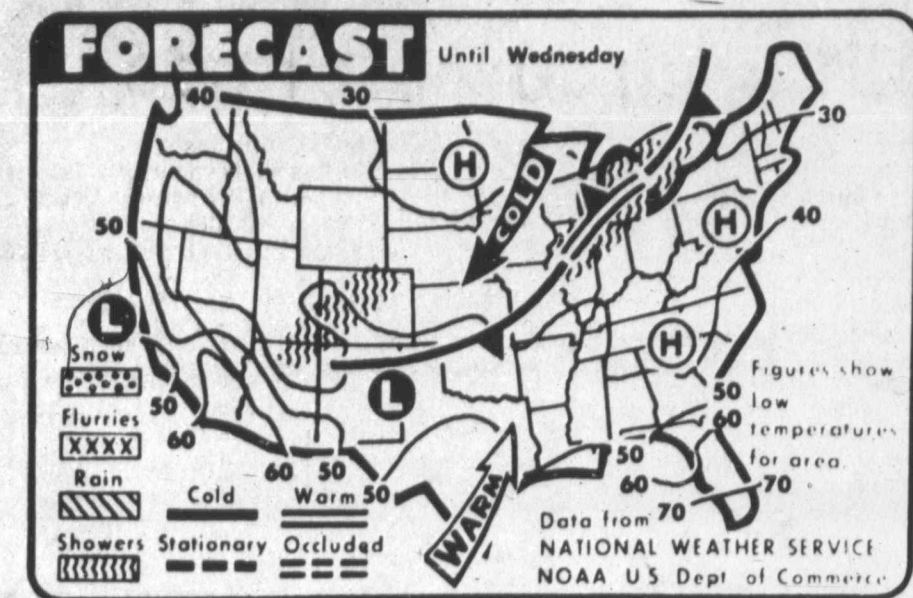 FORECAST Until Wednesday
40 30
30
H
COLD
50
H
40
L
H
Snow
L
50
Figures show
50
low
Flurries
60
60
temperatures
XXXX
60 50
50
for area.
Rain
Cold Warm
50
60
70
WARM
70
Data from
Showers Stationary Occluded
NATIONAL WEATHER SERVICE
NOAA U S Dept of Commerce